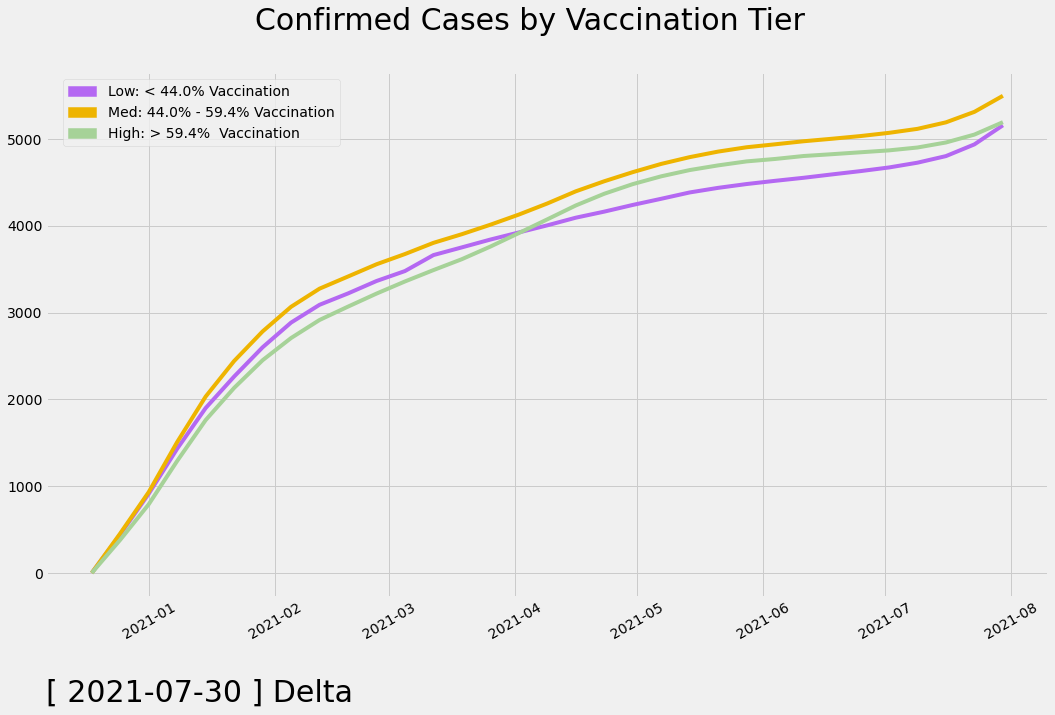 Confirmed Cases by Vaccination Tier
Low: < 44.0% Vaccination
Med: 44.0% - 59.4% Vaccination
High: > 59.4%  Vaccination
5000
4000
3000
2000
1000
0
2021-01
2021-02
2021-03
2021-04
2021-05
2021-06
2021-07
2021-08
[ 2021-07-30 ] Delta